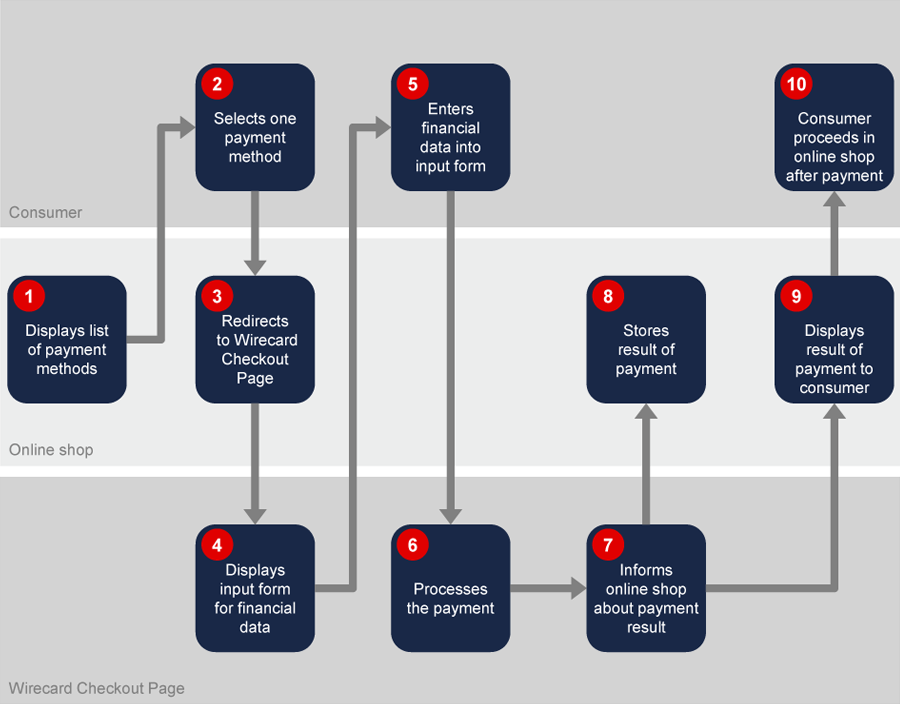 2
Selects one
payment
method
5
Enters
financial
data into
input form
10
Consumer
proceeds in
online shop
after payment
Consumer
1
Displays list
of payment
methods
3
Redirects
to Wirecard
Checkout
Page
8
Stores
result of
payment
9
Displays
result of
payment to
consumer
Online shop
4
Displays
input form
for financial
data
6
Processes
the payment
7
Informs
online shop
about payment
result
Wirecard Checkout Page